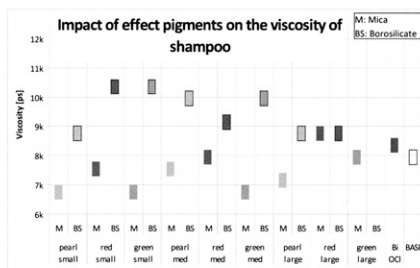 Impact of effect pigments on the viscosity of
shampoo
M: Mica
BS: Borosilicate
Viscosity [ps]
12k
11k
10k
9k
8k
7k
6k
M BS M BS M BS M BS M BS M BS M BS M BS M BS Bi BASE
pearl small red small green small pearl med red med green med pearl large red large green large OCl